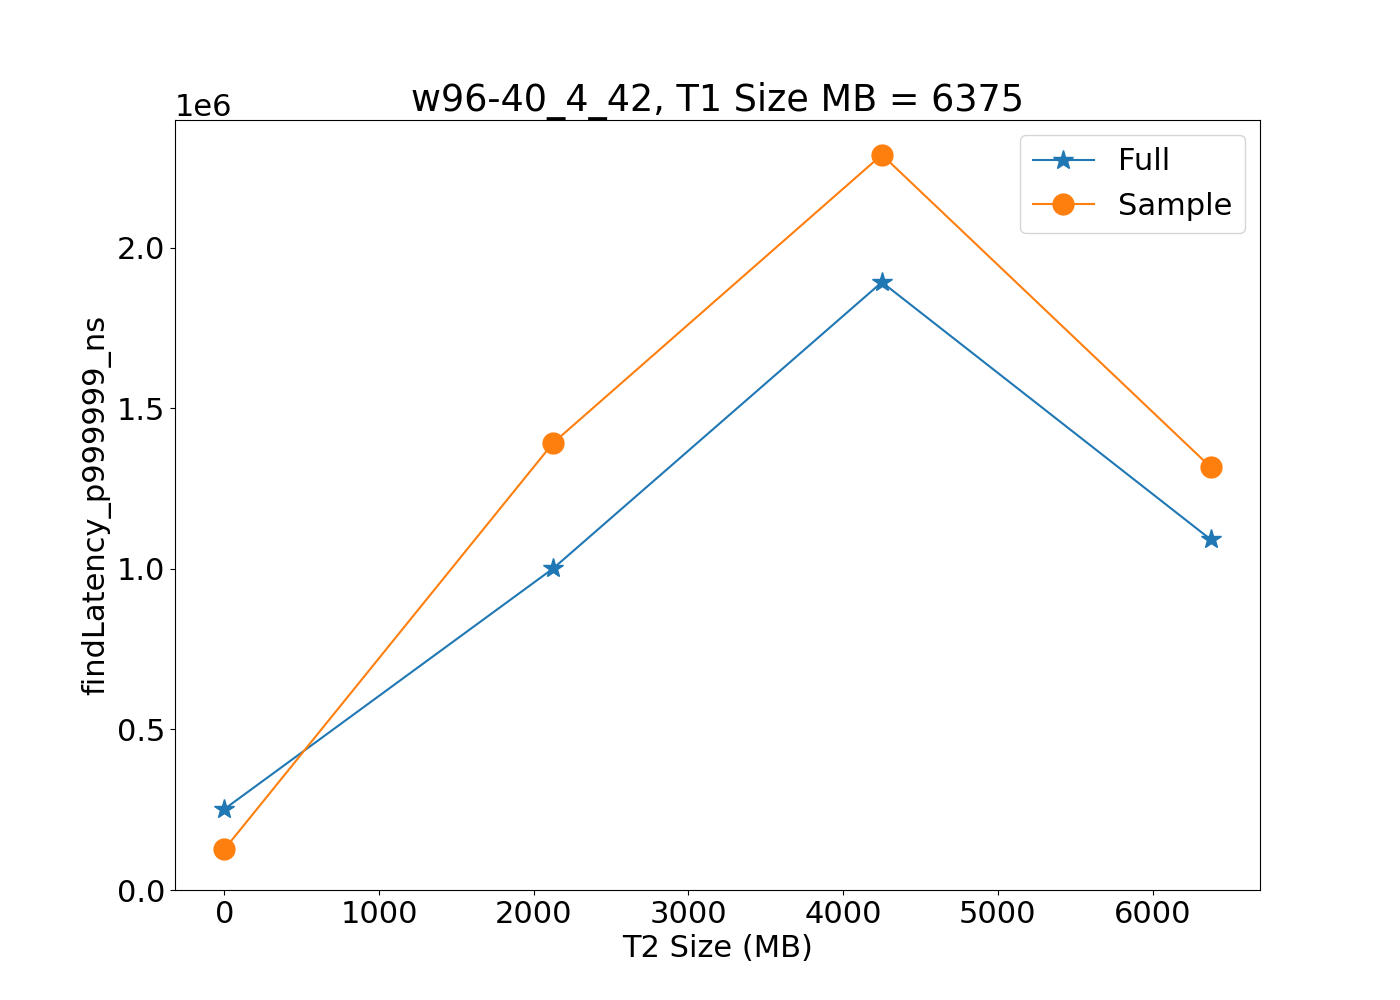 w96-40_4_42, T1 Size MB = 6375
1e6
Full
Sample
2.0
1.5
1.0
0.5
0.0
findLatency_p999999_ns
0 1000 2000 3000 4000 5000 6000
T2 Size (MB)